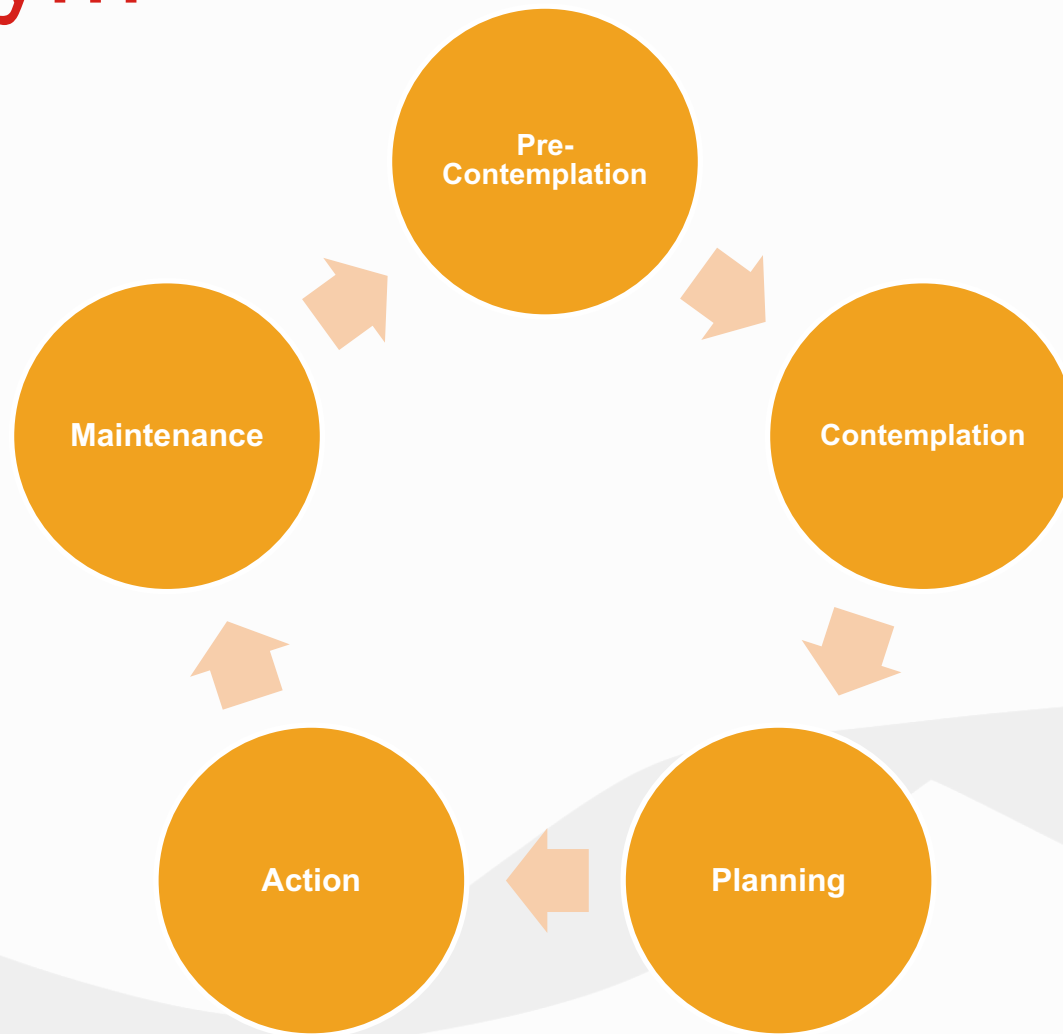 Pre-
Contemplation
Contemplation
Planning
Action
Maintenance